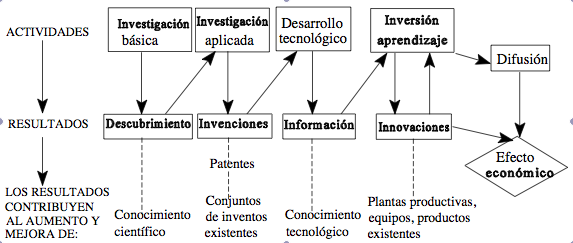 ACTIVIDADES
Investigación
básica
Investigación
aplicada
Desarrollo
tecnológico
Inversión
aprendizaje
Difusión
RESULTADOS
Descubrimiento
Invenciones
Información
Innovaciones
Efecto
económico
Patentes
LOS RESULTADOS
CONTRIBUYEN
AL AUMENTO Y
MEJORA DE:
Conocimiento
científico
Conjuntos
de inventos
existentes
Conocimiento
tecnológico
Plantas productivas,
equipos, productos
existentes